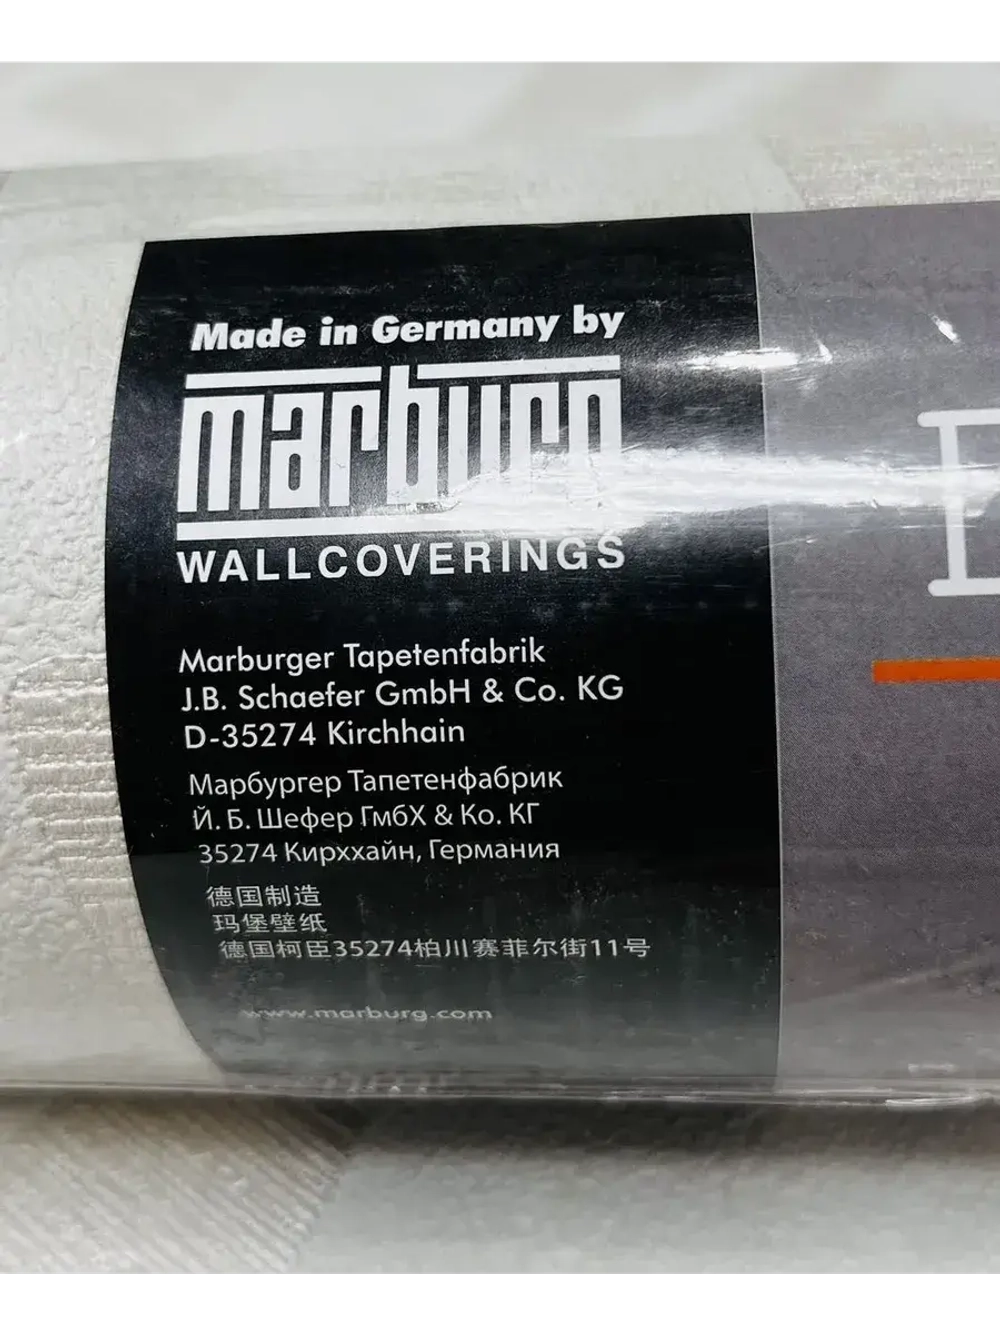 Made in Germany by
marburg
WALLCOVERINGS
Marburger Tapetenfabrik
J.B. Schaefer GmbH & Co. KG
D-35274 Kirchhain
Марбургер Тапетенфабрик
Й. Б. Шефер ГмбХ & Ко. КГ
35274 Кирххайн, Германия
德国制造
玛堡壁纸
德国柯臣35274柏川赛菲尔街11号
www.marburg.com